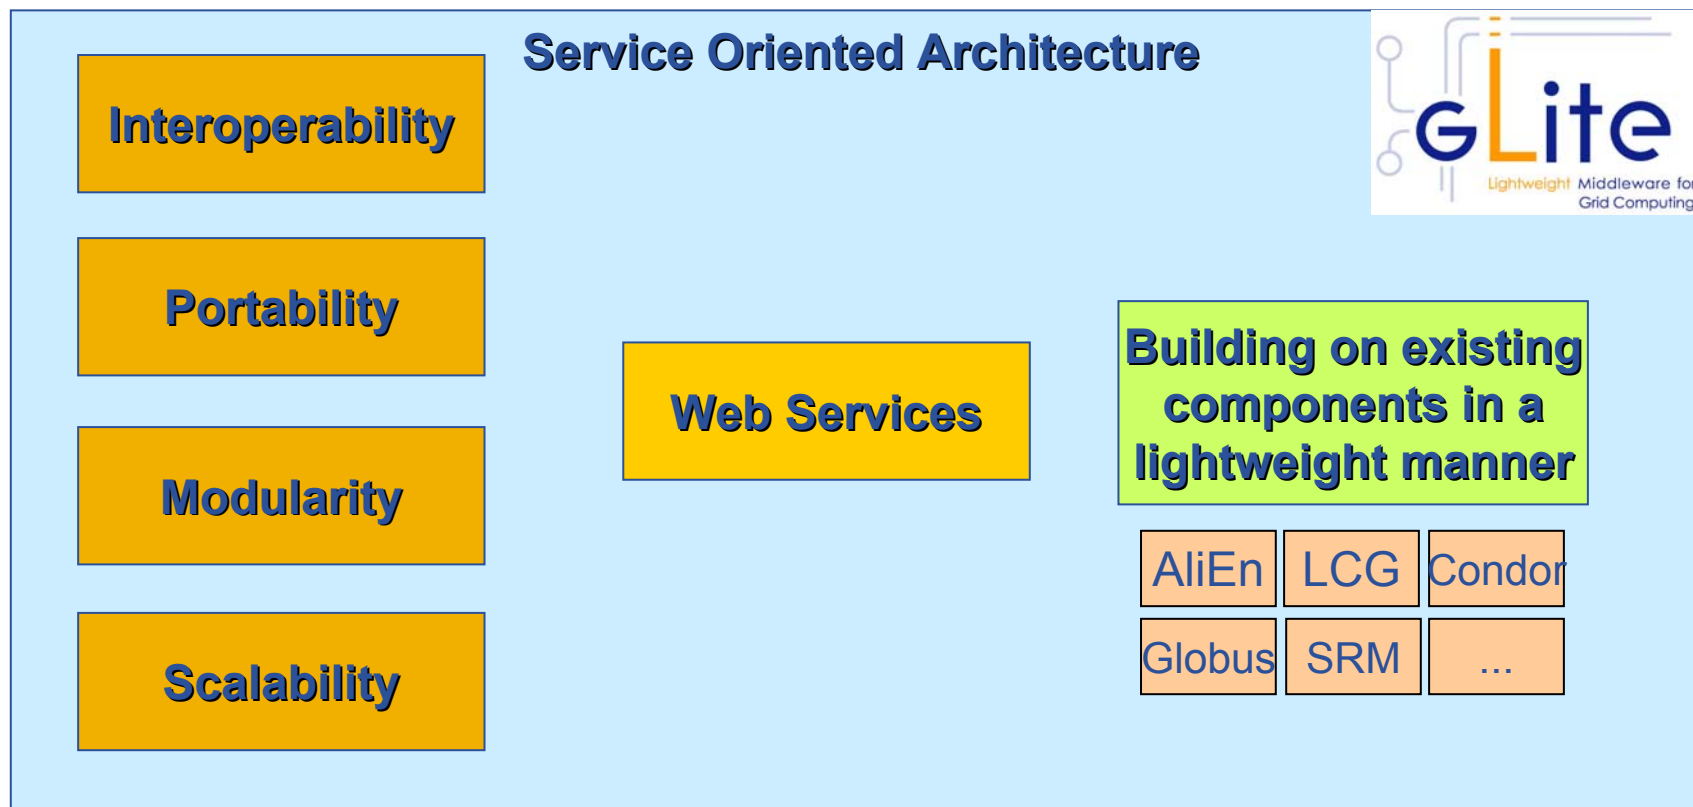 Service Oriented Architecture
gLite
Lightweight Middleware for
Grid Computing
Interoperability
Portability
Modularity
Scalability
Web Services
Building on existing
components in a
lightweight manner
AliEn LCG Condor
Globus SRM ...